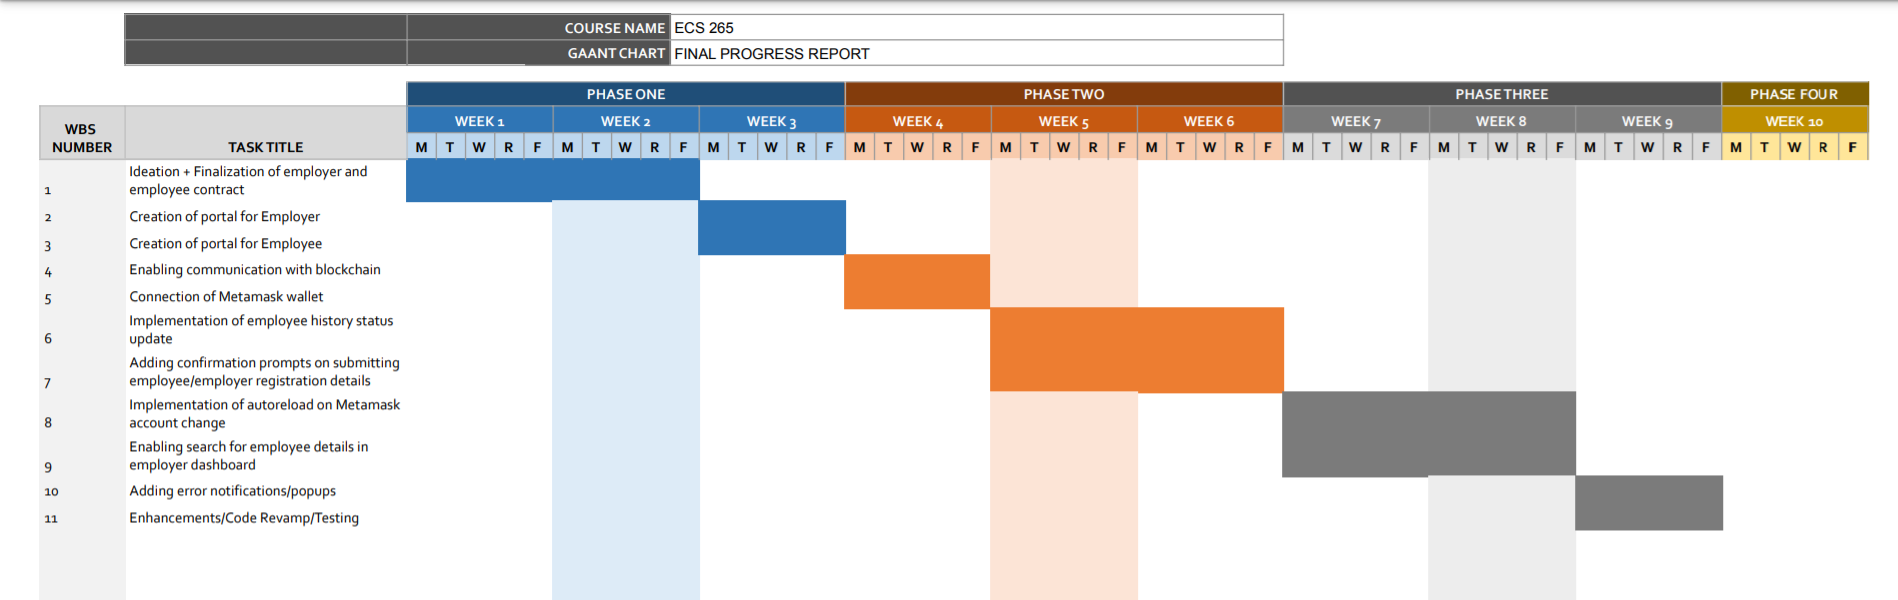 COURSE NAME ECS 265
GAANT CHART FINAL PROGRESS REPORT
PHASE ONE PHASE TWO PHASE THREE PHASE FOUR
WEEK 1 WEEK 2 WEEK 3 WEEK 4 WEEK 5 WEEK 6 WEEK 7 WEEK 8 WEEK 9 WEEK 10
WBS
NUMBER TASK TITLE M T W R F M T W R F M T W R F M T W R F M T W R F M T W R F M T W R F M T W R F M T W R F M T W R F
Ideation + Finalization of employer and
1 employee contract
2 Creation of portal for Employer
3 Creation of portal for Employee
4 Enabling communication with blockchain
5 Connection of Metamask wallet
Implementation of employee history status
6 update
Adding confirmation prompts on submitting
7 employee/employer registration details
Implementation of autoreload on Metamask
8 account change
Enabling search for employee details in
9 employer dashboard
10 Adding error notifications/popups
11 Enhancements/Code Revamp/Testing